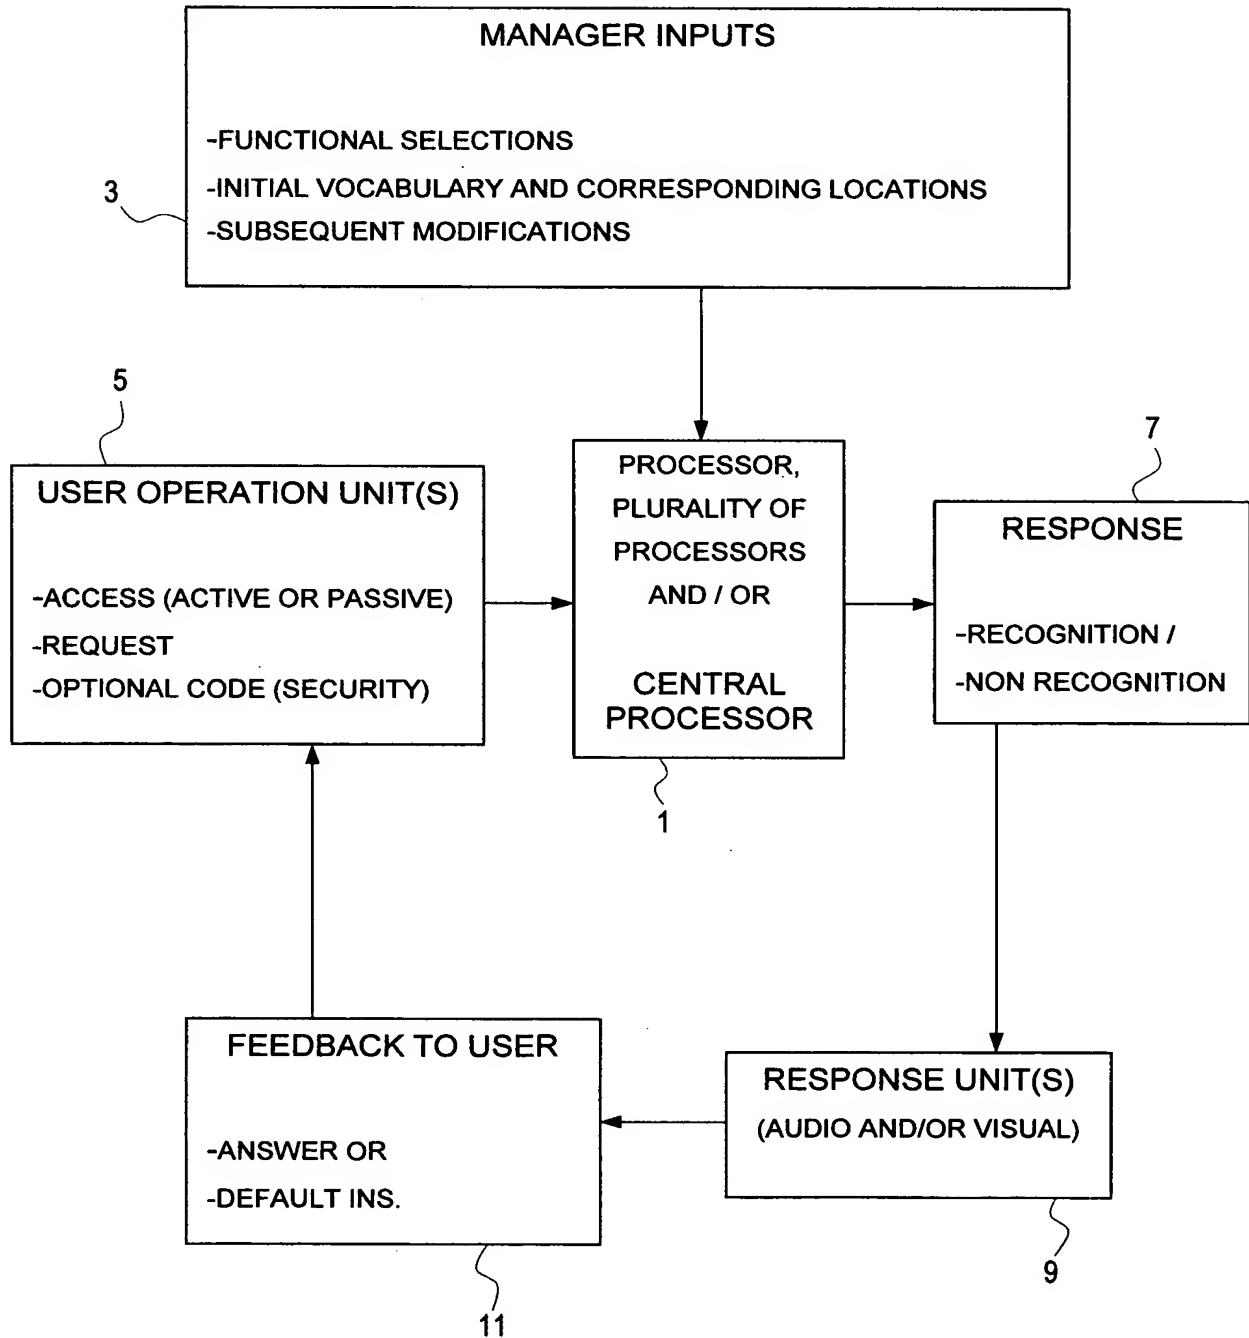 MANAGER INPUTS
-FUNCTIONAL SELECTIONS
-INITIAL VOCABULARY AND CORRESPONDING LOCATIONS
-SUBSEQUENT MODIFICATIONS
3
5
USER OPERATION UNIT(S)
-ACCESS (ACTIVE OR PASSIVE)
-REQUEST
-OPTIONAL CODE (SECURITY)
PROCESSOR,
PLURALITY OF
PROCESSORS
AND / OR
CENTRAL
PROCESSOR
1
7
RESPONSE
-RECOGNITION /
-NON RECOGNITION
FEEDBACK TO USER
-ANSWER OR
-DEFAULT INS.
11
RESPONSE UNIT(S)
(AUDIO AND/OR VISUAL)
9